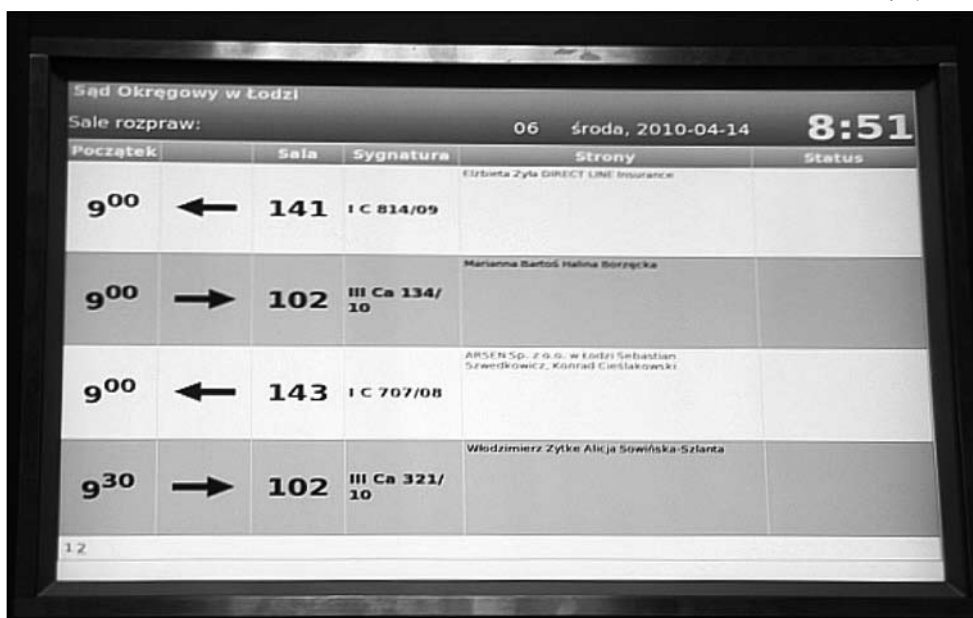 Sąd Okręgowy w Łodzi
Sale rozpraw: 06 środa, 2010-04-14 8:51
Początek Sala Sygnatura Strony Status
Elżbieta Zyła DIRECT LINE Insurance
9⁰⁰ 141 I C 814/09
Marianna Bartoś Halina Borzęcka
9⁰⁰ 102 III Ca 134/
10
ARSEN Sp. z o.o. w Łodzi Sebastian
Szwedkowicz, Konrad Cieślakowski
9⁰⁰ 143 I C 707/08
Włodzimierz Zytke Alicja Sowińska-Szlanta
9³⁰ 102 III Ca 321/
10
1 2